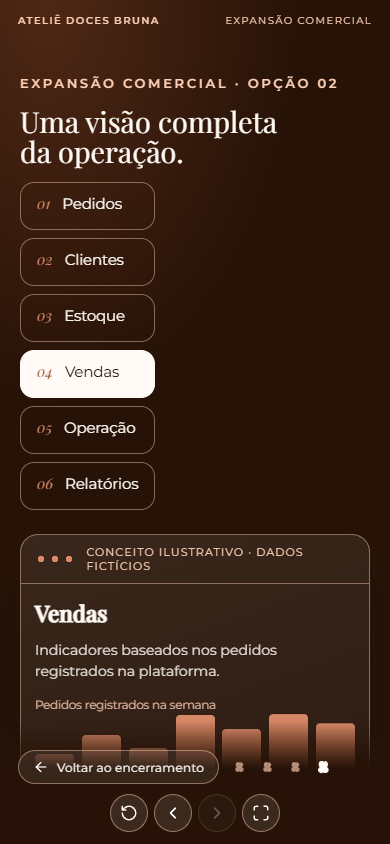 ATELIÊ DOCES BRUNA
EXPANSÃO COMERCIAL
EXPANSÃO COMERCIAL · OPÇÃO 02
Uma visão completa
da operação.
01 Pedidos
02 Clientes
03 Estoque
04 Vendas
05 Operação
06 Relatórios
CONCEITO ILUSTRATIVO · DADOS
FICTÍCIOS
Vendas
Indicadores baseados nos pedidos
registrados na plataforma.
Pedidos registrados na semana
Voltar ao encerramento